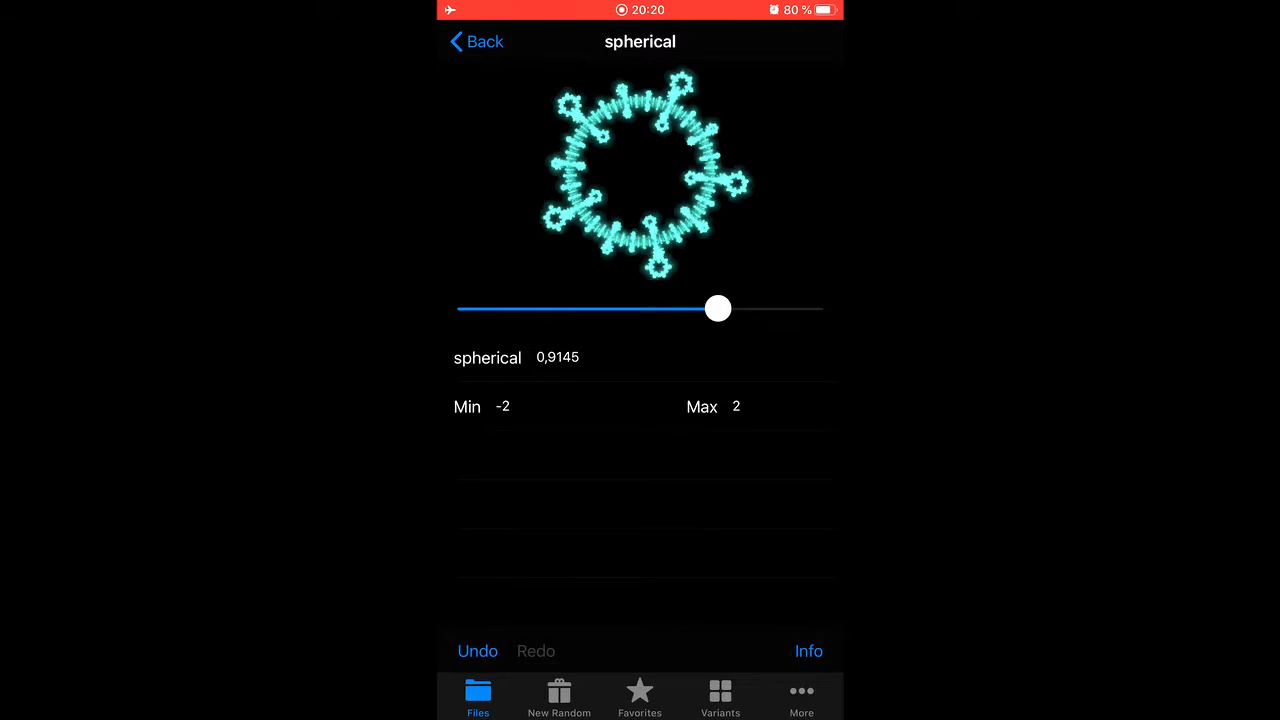 20:20 80 %
Back spherical
spherical 0,9145
Min -2 Max 2
Undo Redo Info
Files New Random Favorites Variants More